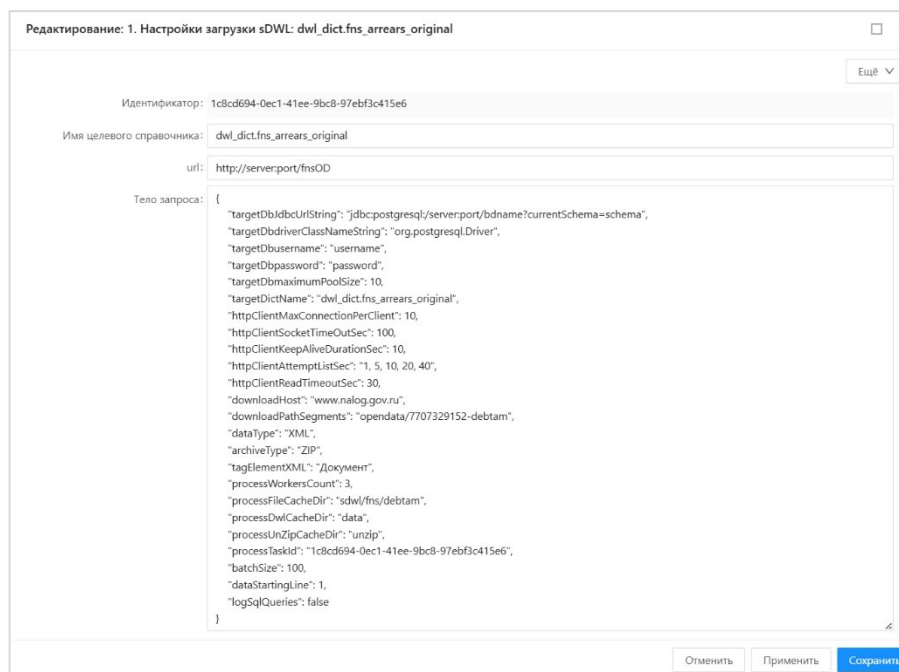 Редактирование: 1. Настройки загрузки sDWL: dwl_dict.fns_arrears_original
Ещё
Идентификатор: 1c8cd694-0ec1-41ee-9bc8-97ebf3c415e6
Имя целевого справочника: dwl_dict.fns_arrears_original
url: http://server:port/fnsOD
Тело запроса: {
"targetDbJdbcUrlString": "jdbc:postgresql:/server:port/bdname?currentSchema=schema",
"targetDbdriverClassNameString": "org.postgresql.Driver",
"targetDbusername": "username",
"targetDbpassword": "password",
"targetDbmaximumPoolSize": 10,
"targetDictName": "dwl_dict.fns_arrears_original",
"httpClientMaxConnectionPerClient": 10,
"httpClientSocketTimeOutSec": 100,
"httpClientKeepAliveDurationSec": 10,
"httpClientAttemptListSec": "1, 5, 10, 20, 40",
"httpClientReadTimeoutSec": 30,
"downloadHost": "www.nalog.gov.ru",
"downloadPathSegments": "opendata/7707329152-debtam",
"dataType": "XML",
"archiveType": "ZIP",
"tagElementXML": "Документ",
"processWorkersCount": 3,
"processFileCacheDir": "sdwl/fns/debtam",
"processDwlCacheDir": "data",
"processUnZipCacheDir": "unzip",
"processTaskId": "1c8cd694-0ec1-41ee-9bc8-97ebf3c415e6",
"batchSize": 100,
"dataStartingLine": 1,
"logSqlQueries": false
}
Отменить Применить Сохранить